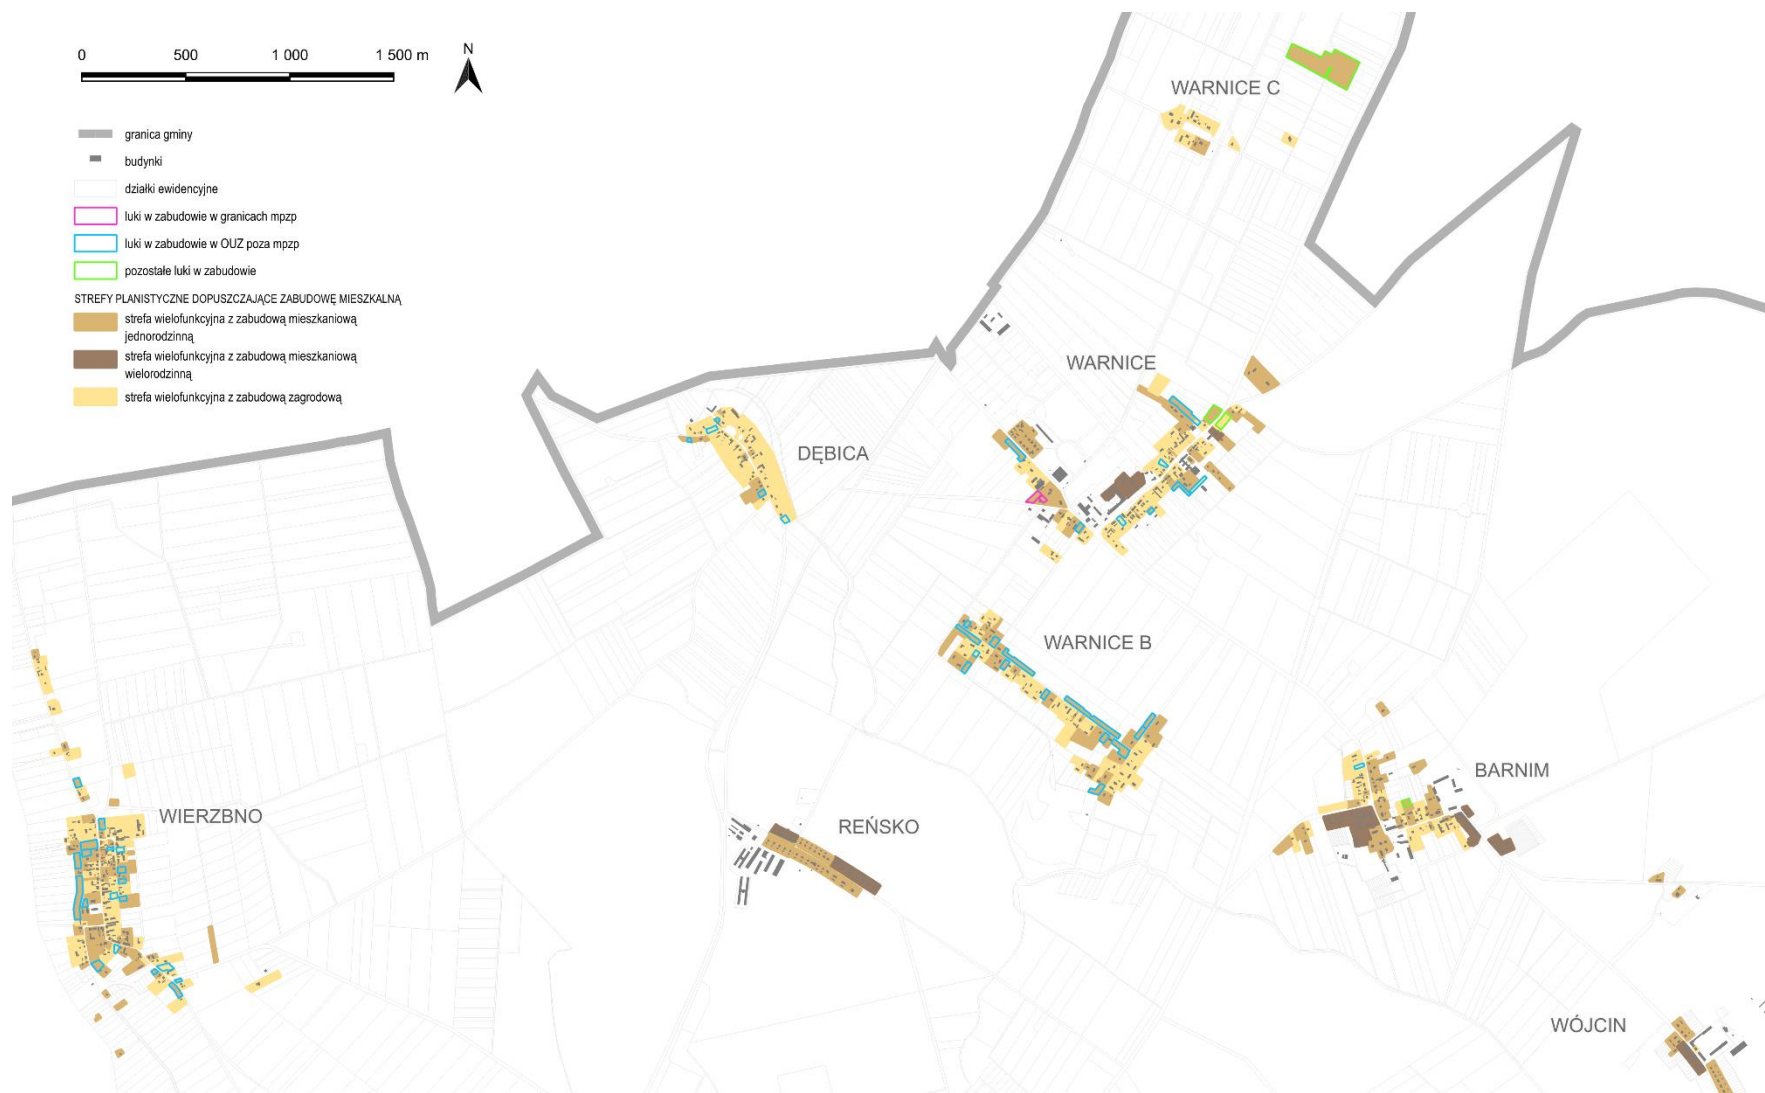 0 500 1 000 1 500 m
N
granica gminy
budynki
działki ewidencyjne
luki w zabudowie w granicach mpzp
luki w zabudowie w OUZ poza mpzp
pozostałe luki w zabudowie
STREFY PLANISTYCZNE DOPUSZCZAJĄCE ZABUDOWĘ MIESZKALNĄ
strefa wielofunkcyjna z zabudową mieszkaniową
jednorodzinną
strefa wielofunkcyjna z zabudową mieszkaniową
wielorodzinną
strefa wielofunkcyjna z zabudową zagrodową
WARNICE C
WARNICE
DĘBICA
WARNICE B
BARNIM
WIERZBNO
REŃSKO
WÓJCIN